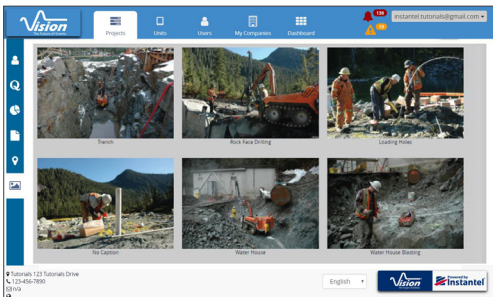 Vision
Projects
Units
Users
My Companies
Dashboard
instantel.tutorials@gmail.com
Trench
Rock Face Drilling
Loading Holes
No Caption
Water House
Water House Blasting
Tutorials 123 Tutorials Drive
123-456-7890
n/a
English
Vision
Powered by
Instantel